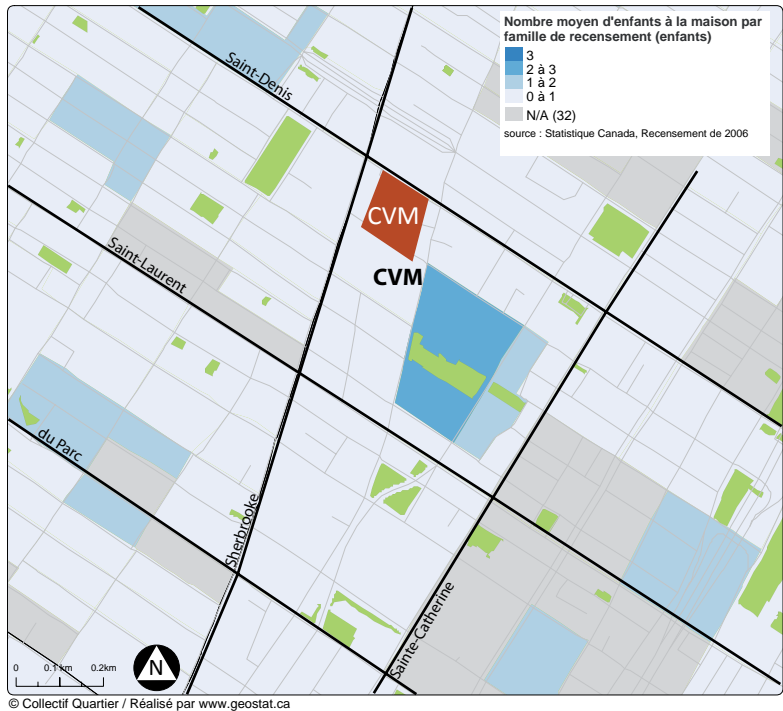 Nombre moyen d'enfants à la maison par
famille de recensement (enfants)
3
2 à 3
1 à 2
0 à 1
N/A (32)
source : Statistique Canada, Recensement de 2006
Saint-Denis
CVM
CVM
Saint-Laurent
du Parc
Sherbrooke
Sainte-Catherine
0 0.1 km 0.2km
N
© Collectif Quartier / Réalisé par www.geostat.ca